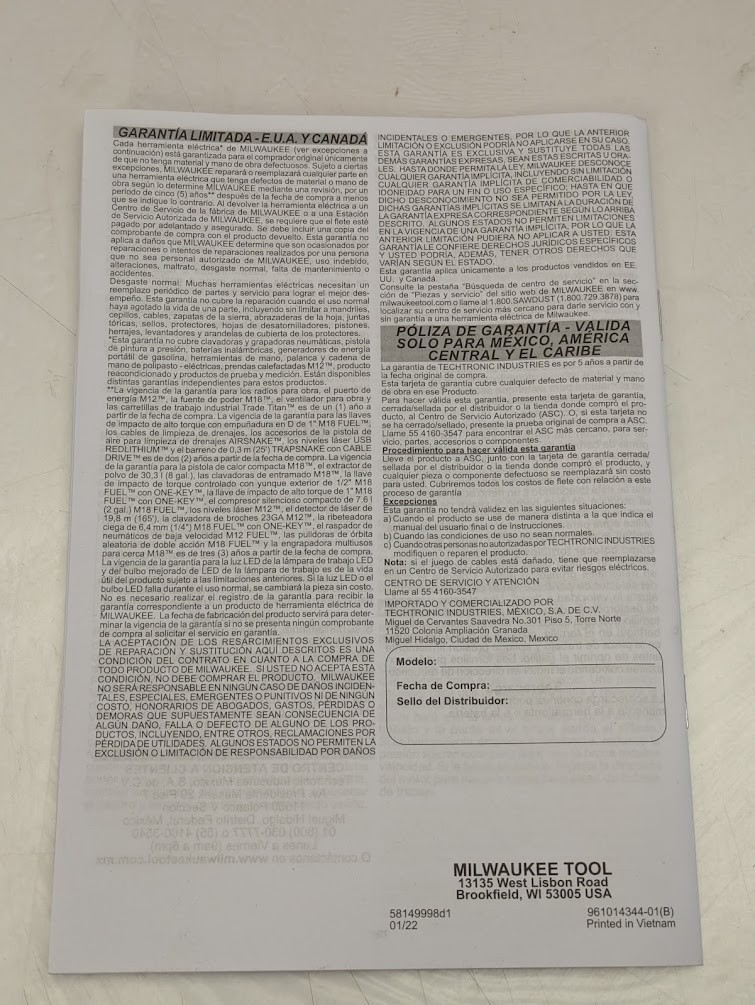 GARANTÍA LIMITADA - E.U.A. Y CANADÁ
Cada herramienta eléctrica* de MILWAUKEE (ver excepciones a
continuación) está garantizada para el comprador original únicamente
de que no tenga material y mano de obra defectuosos. Sujeto a ciertas
excepciones, MILWAUKEE reparará o reemplazará cualquier parte en
una herramienta eléctrica que tenga defectos de material o mano de
obra según lo determine MILWAUKEE mediante una revisión, por un
período de cinco (5) años** después de la fecha de compra a menos
que se indique lo contrario. Al devolver la herramienta eléctrica a un
Centro de Servicio de la fábrica de MILWAUKEE o a una Estación
de Servicio Autorizada de MILWAUKEE, se requiere que el flete esté
pagado por adelantado y asegurado. Se debe incluir una copia del
comprobante de compra con el producto devuelto. Esta garantía no
aplica a daños que MILWAUKEE determine que son ocasionados por
reparaciones o intentos de reparaciones realizados por una persona
que no sea personal autorizado de MILWAUKEE, uso indebido,
alteraciones, maltrato, desgaste normal, falta de mantenimiento o
accidentes.
Desgaste normal: Muchas herramientas eléctricas necesitan un
reemplazo periódico de partes y servicio para lograr el mejor des-
empeño. Esta garantía no cubre la reparación cuando el uso normal
haya agotado la vida de una parte, incluyendo sin limitar a mandriles,
cepillos, cables, zapatas de la sierra, abrazaderas de la hoja, juntas
tóricas, sellos, protectores, hojas de desatornilladores, pistones,
herrajes, levantadores y arandelas de cubierta de los protectores.
*Esta garantía no cubre clavadoras y grapadoras neumáticas, pistola
de pintura a presión, baterías inalámbricas, generadores de energía
portátil de gasolina, herramientas de mano, palanca y cadena de
mano de polipasto - eléctricas, prendas calefactadas M12™, producto
reacondicionado y productos de prueba y medición. Están disponibles
distintas garantías independientes para estos productos.
**La vigencia de la garantía para los radios para obra, el puerto de
energía M12™, la fuente de poder M18™, el ventilador para obra y
las carretillas de trabajo industrial Trade Titan™ es de un (1) año a
partir de la fecha de compra. La vigencia de la garantía para las llaves
de impacto de alto torque con empuñadura en D de 1" M18 FUEL™,
los cables de limpieza de drenajes, los accesorios de la pistola de
aire para limpieza de drenajes AIRSNAKE™, los niveles láser USB
REDLITHIUM™ y el barreno de 0,3 m (25') TRAPSNAKE con CABLE
DRIVE™ es de dos (2) años a partir de la fecha de compra. La vigencia
de la garantía para la pistola de calor compacta M18™, el extractor de
polvo de 30,3 l (8 gal.), las clavadoras de entramado M18™, la llave
de impacto de torque controlado con yunque exterior de 1/2" M18
FUEL™ con ONE-KEY™, la llave de impacto de alto torque de 1" M18
FUEL™ con ONE-KEY™, el compresor silencioso compacto de 7.6 l
(2 gal.) M18 FUEL™, los niveles láser M12™, el detector de láser de
19,8 m (165'), la clavadora de broches 23GA M12™, la ribeteadora
ciega de 6,4 mm (1/4") M18 FUEL™ con ONE-KEY™, el raspador de
neumáticos de baja velocidad M12 FUEL™, las pulidoras de órbita
aleatoria de doble acción M18 FUEL™ y la engrapadora multiusos
para cerca M18™ es de tres (3) años a partir de la fecha de compra.
La vigencia de la garantía para la luz LED de la lámpara de trabajo LED
y del bulbo mejorado de LED de la lámpara de trabajo es de la vida
útil del producto sujeto a las limitaciones anteriores. Si la luz LED o el
bulbo LED falla durante el uso normal, se cambiará la pieza sin costo.
No es necesario realizar el registro de la garantía para recibir la
garantía correspondiente a un producto de herramienta eléctrica de
MILWAUKEE. La fecha de fabricación del producto servirá para deter-
minar la vigencia de garantía si no se presenta ningún comprobante
de compra al solicitar el servicio en garantía.
LA ACEPTACIÓN DE LOS RESARCIMIENTOS EXCLUSIVOS
DE REPARACIÓN Y SUSTITUCIÓN AQUÍ DESCRITOS ES UNA
CONDICIÓN DEL CONTRATO EN CUANTO A LA COMPRA DE
TODO PRODUCTO DE MILWAUKEE. SI USTED NO ACEPTA ESTA
CONDICIÓN, NO DEBE COMPRAR EL PRODUCTO. MILWAUKEE
NO SERÁ RESPONSABLE EN NINGÚN CASO DE DAÑOS INCIDEN-
TALES, ESPECIALES, EMERGENTES O PUNITIVOS NI DE NINGÚN
COSTO, HONORARIOS DE ABOGADOS, GASTOS, PÉRDIDAS O
DEMORAS QUE SUPUESTAMENTE SEAN CONSECUENCIA DE
ALGÚN DAÑO, FALLA O DEFECTO DE ALGUNO DE LOS PRO-
DUCTOS, INCLUYENDO, ENTRE OTROS, RECLAMACIONES POR
PÉRDIDA DE UTILIDADES. ALGUNOS ESTADOS NO PERMITEN LA
EXCLUSIÓN O LIMITACIÓN DE RESPONSABILIDAD POR DAÑOS
INCIDENTALES O EMERGENTES, POR LO QUE LA ANTERIOR
LIMITACIÓN O EXCLUSIÓN PODRÍA NO APLICARSE EN SU CASO.
ESTA GARANTÍA ES EXCLUSIVA Y SUSTITUYE TODAS LAS
DEMÁS GARANTÍAS EXPRESAS, SEAN ESTAS ESCRITAS U ORA-
LES. HASTA DONDE PERMITA LA LEY, MILWAUKEE DESCONOCE
CUALQUIER GARANTÍA IMPLÍCITA, INCLUYENDO SIN LIMITACIÓN
CUALQUIER GARANTÍA IMPLÍCITA DE COMERCIABILIDAD O
IDONEIDAD PARA UN FIN O USO ESPECÍFICO; HASTA EN QUE
DICHO DESCONOCIMIENTO NO SEA PERMITIDO POR LA LEY,
DICHAS GARANTÍAS IMPLÍCITAS SE LIMITAN A LA DURACIÓN DE
LA GARANTÍA EXPRESA CORRESPONDIENTE SEGÚN LO ARRIBA
DESCRITO. ALGUNOS ESTADOS NO PERMITEN LIMITACIONES
EN LA VIGENCIA DE UNA GARANTÍA IMPLÍCITA, POR LO QUE LA
ANTERIOR LIMITACIÓN PUDIERA NO APLICAR A USTED; ESTA
GARANTÍA LE CONFIERE DERECHOS JURÍDICOS ESPECÍFICOS
Y USTED PODRÍA, ADEMÁS, TENER OTROS DERECHOS QUE
VARÍAN SEGÚN EL ESTADO.
Esta garantía aplica únicamente a los productos vendidos en EE.
UU. y Canadá.
Consulte la pestaña "Búsqueda de centro de servicio" en la sec-
ción de "Piezas y servicio" del sitio web de MILWAUKEE en www.
milwaukeetool.com o llame al 1.800.SAWDUST (1.800.729.3878) para
localizar su centro de servicio más cercano para darle servicio con y
sin garantía a una herramienta eléctrica de Milwaukee.
PÓLIZA DE GARANTÍA - VALIDA
SOLO PARA MÉXICO, AMÉRICA
CENTRAL Y EL CARIBE
La garantía de TECHTRONIC INDUSTRIES es por 5 años a partir de
la fecha original de compra.
Esta tarjeta de garantía cubre cualquier defecto de material y mano
de obra en ese Producto.
Para hacer válida esta garantía, presente esta tarjeta de garantía,
cerrada/sellada por el distribuidor o la tienda donde compró el pro-
ducto, al Centro de Servicio Autorizado (ASC). O, si esta tarjeta no
se ha cerrado/sellado, presente la prueba original de compra a ASC.
Llame 55 4160-3547 para encontrar el ASC más cercano, para ser-
vicio, partes, accesorios o componentes.
Procedimiento para hacer válida esta garantía
Lleve el producto a ASC, junto con la tarjeta de garantía cerrada/
sellada por el distribuidor o la tienda donde compró el producto, y
cualquier pieza o componente defectuoso se reemplazará sin costo
para usted. Cubriremos todos los costos de flete con relación a este
proceso de garantía
Excepciones
Esta garantía no tendrá validez en las siguientes situaciones:
a) Cuando el producto se use de manera distinta a la que indica el
manual del usuario final o de instrucciones.
b) Cuando las condiciones de uso no sean normales.
c) Cuando otras personas no autorizadas por TECHTRONIC INDUSTRIES
modifiquen o reparen el producto.
Nota: si el juego de cables está dañado, tiene que reemplazarse
en un Centro de Servicio Autorizado para evitar riesgos eléctricos.
CENTRO DE SERVICIO Y ATENCIÓN
Llame al 55 4160-3547
IMPORTADO Y COMERCIALIZADO POR
TECHTRONIC INDUSTRIES, MÉXICO, S.A. DE C.V.
Miguel de Cervantes Saavedra No.301 Piso 5, Torre Norte
11520 Colonia Ampliación Granada
Miguel Hidalgo, Ciudad de Mexico, Mexico
Modelo:
Fecha de Compra:
Sello del Distribuidor:
MILWAUKEE TOOL
13135 West Lisbon Road
Brookfield, WI 53005 USA
58149998d1
01/22
961014344-01(B)
Printed in Vietnam